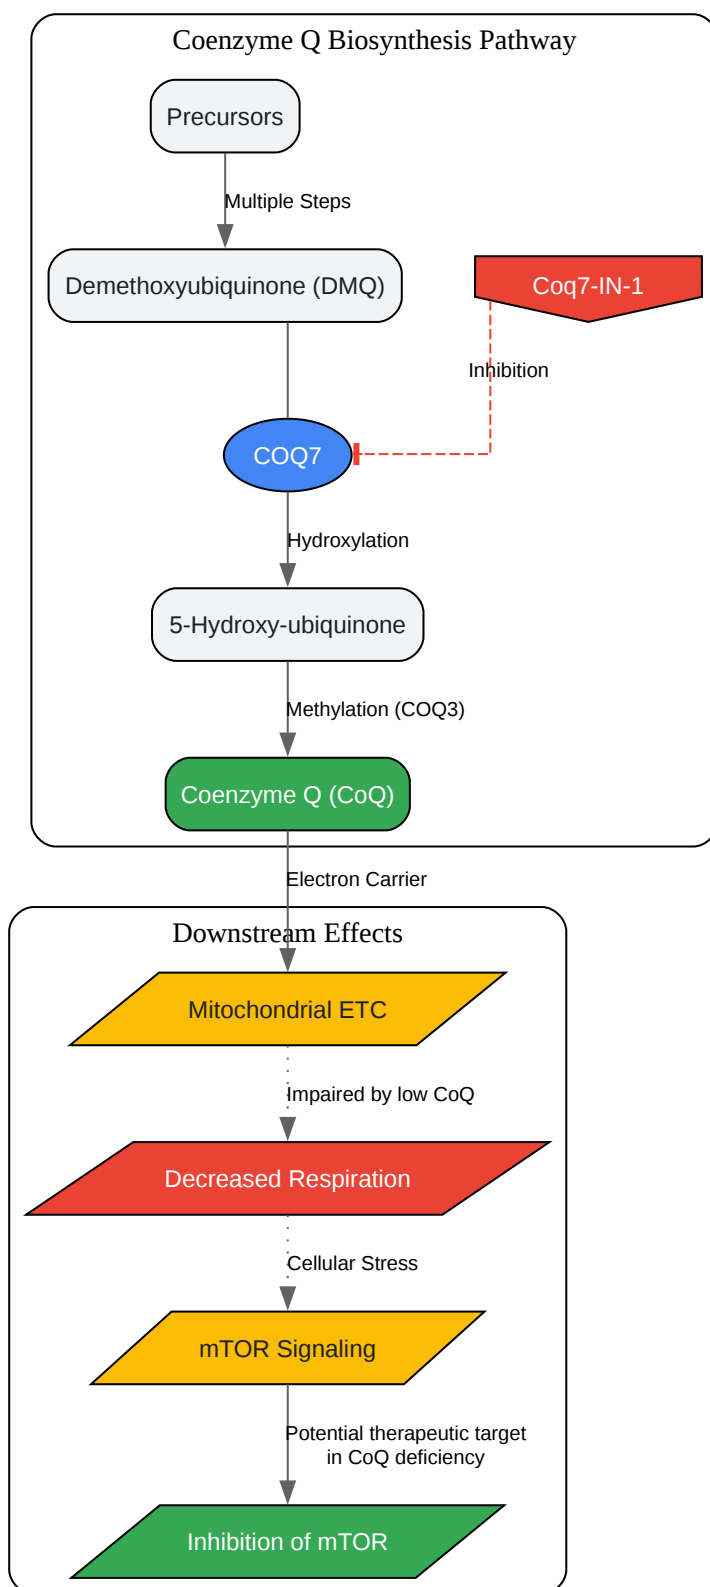 Coenzyme Q Biosynthesis Pathway
Precursors
Multiple Steps
Demethoxyubiquinone (DMQ)
Coq7-IN-1
Inhibition
COQ7
Hydroxylation
5-Hydroxy-ubiquinone
Methylation (COQ3)
Coenzyme Q (CoQ)
Electron Carrier
Downstream Effects
Mitochondrial ETC
Impaired by low CoQ
Decreased Respiration
Cellular Stress
mTOR Signaling
Potential therapeutic target
in CoQ deficiency
Inhibition of mTOR